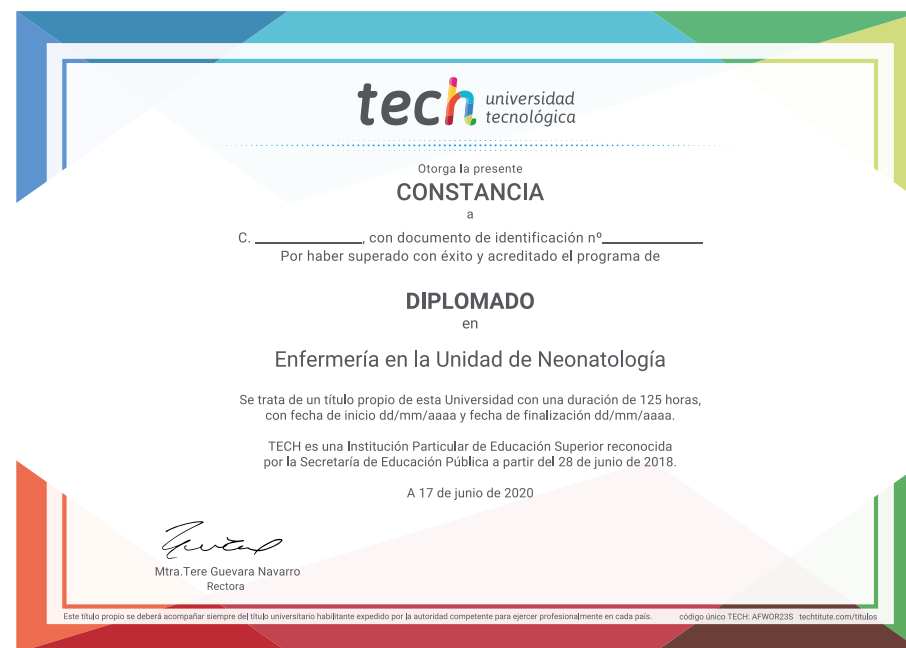 tech universidad
tecnológica
Otorga la presente
CONSTANCIA
a
C. ____________, con documento de identificación nº____________
Por haber superado con éxito y acreditado el programa de
DIPLOMADO
en
Enfermería en la Unidad de Neonatología
Se trata de un título propio de esta Universidad con una duración de 125 horas,
con fecha de inicio dd/mm/aaaa y fecha de finalización dd/mm/aaaa.
TECH es una Institución Particular de Educación Superior reconocida
por la Secretaría de Educación Pública a partir del 28 de junio de 2018.
A 17 de junio de 2020
Mtra.Tere Guevara Navarro
Rectora
Este título propio se deberá acompañar siempre del título universitario habilitante expedido por la autoridad competente para ejercer profesionalmente en cada país. código único TECH: AFWOR23S techtitute.com/titulos